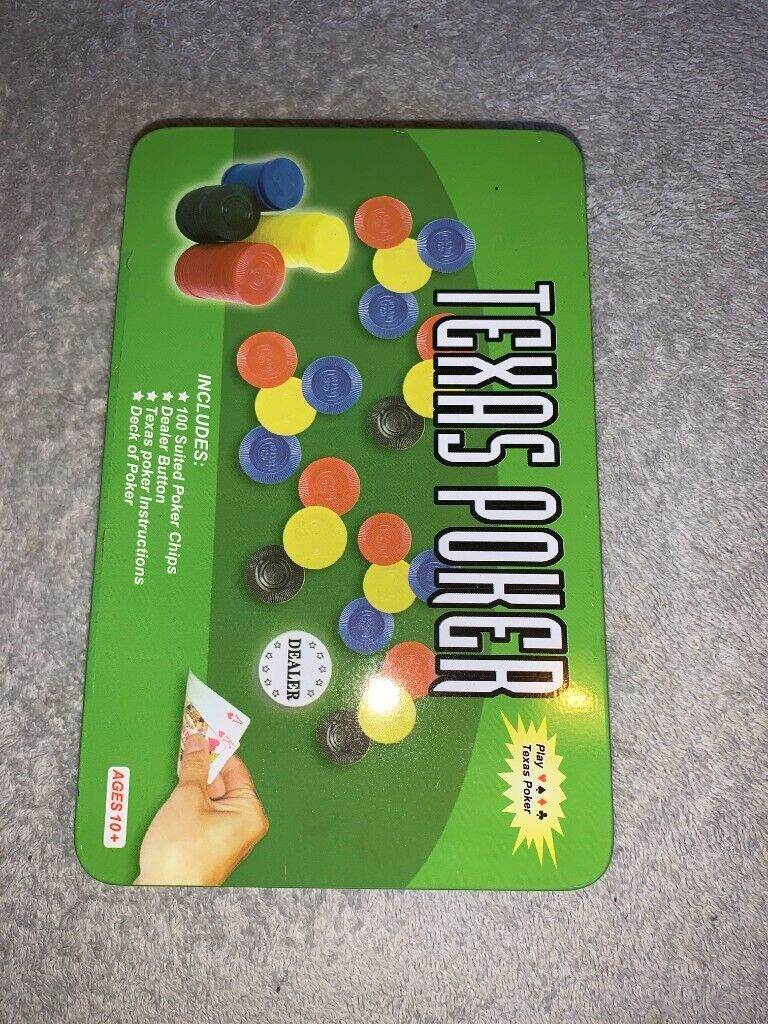 TEXAS POKER
Play ♥♠♦♣
Texas Poker
DEALER
INCLUDES:
★ 100 Suited Poker Chips
★ Dealer Button
★ Texas poker Instructions
★ Deck of Poker
AGES 10+